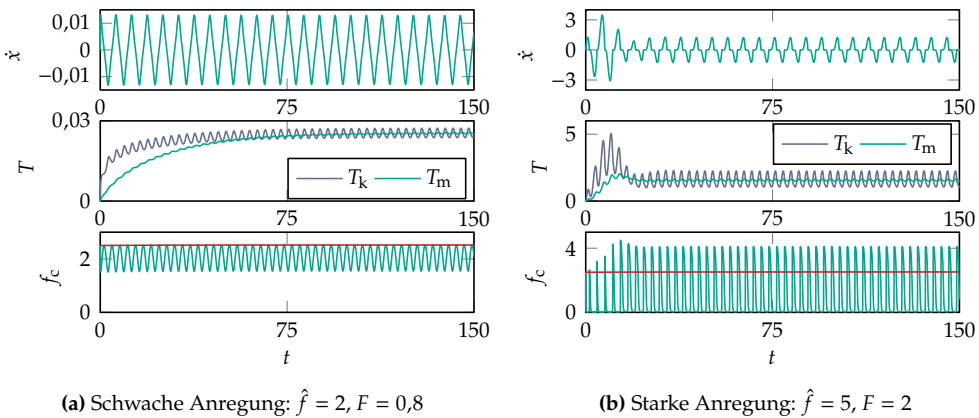 0,01
0
−0,01
ẋ
0
75
150
0,03
0
T
T_k
T_m
0
75
150
2
0
f_c
0
75
150
t
(a) Schwache Anregung: f̂ = 2, F = 0,8
3
0
−3
ẋ
0
75
150
5
0
T
T_k
T_m
0
75
150
4
2
0
f_c
0
75
150
t
(b) Starke Anregung: f̂ = 5, F = 2